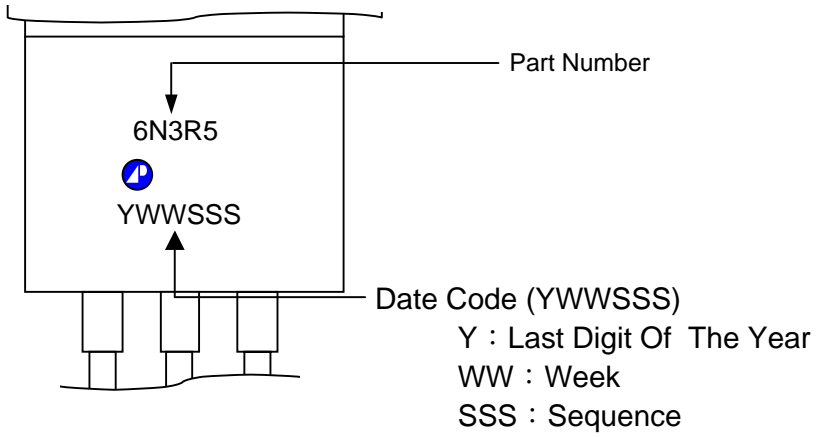 Part Number
6N3R5
YWWSSS
Date Code (YWWSSS)
Y：Last Digit Of The Year
WW：Week
SSS：Sequence